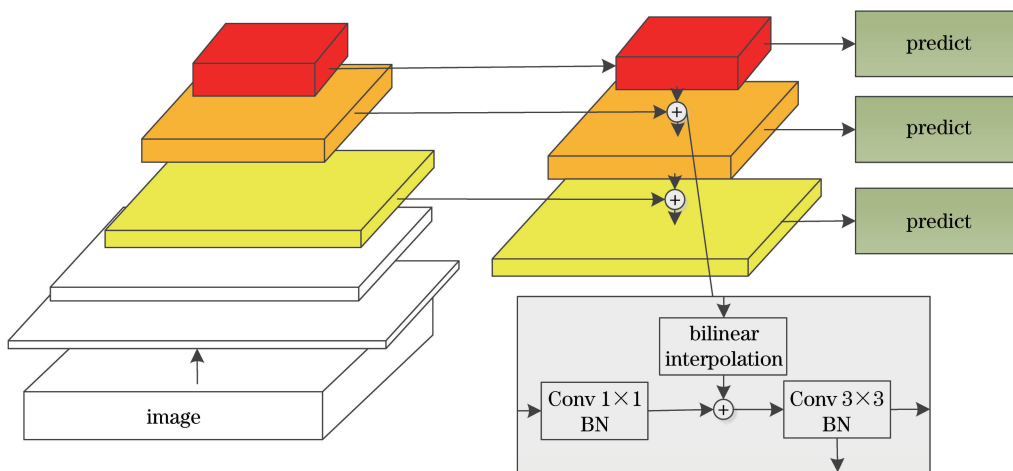 predict
predict
predict
image
bilinear
interpolation
Conv 1×1
BN
Conv 3×3
BN